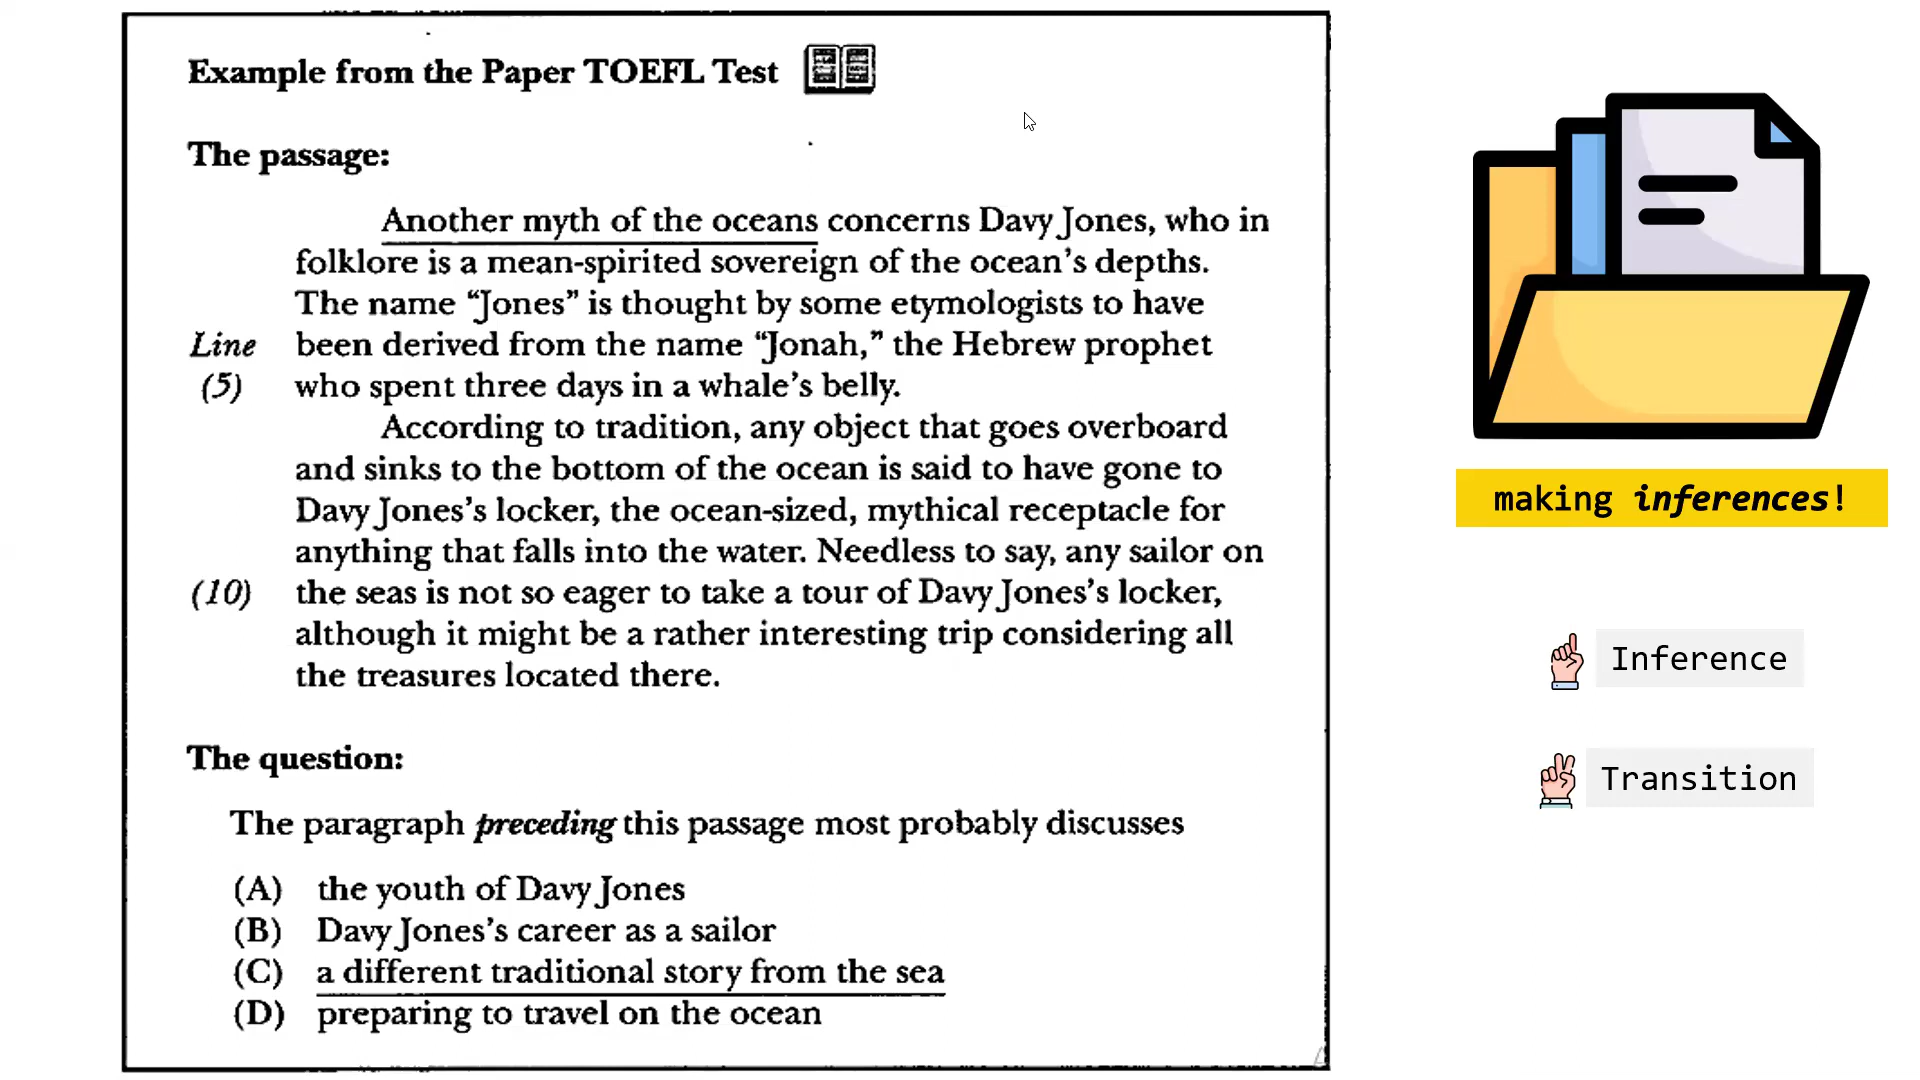 Example from the Paper TOEFL Test
The passage:
Another myth of the oceans concerns Davy Jones, who in
folklore is a mean-spirited sovereign of the ocean's depths.
The name “Jones” is thought by some etymologists to have
Line been derived from the name “Jonah,” the Hebrew prophet
(5) who spent three days in a whale's belly.
According to tradition, any object that goes overboard
and sinks to the bottom of the ocean is said to have gone to
Davy Jones's locker, the ocean-sized, mythical receptacle for
anything that falls into the water. Needless to say, any sailor on
(10) the seas is not so eager to take a tour of Davy Jones's locker,
although it might be a rather interesting trip considering all
the treasures located there.
The question:
The paragraph preceding this passage most probably discusses
(A) the youth of Davy Jones
(B) Davy Jones's career as a sailor
(C) a different traditional story from the sea
(D) preparing to travel on the ocean
making inferences!
Inference
Transition